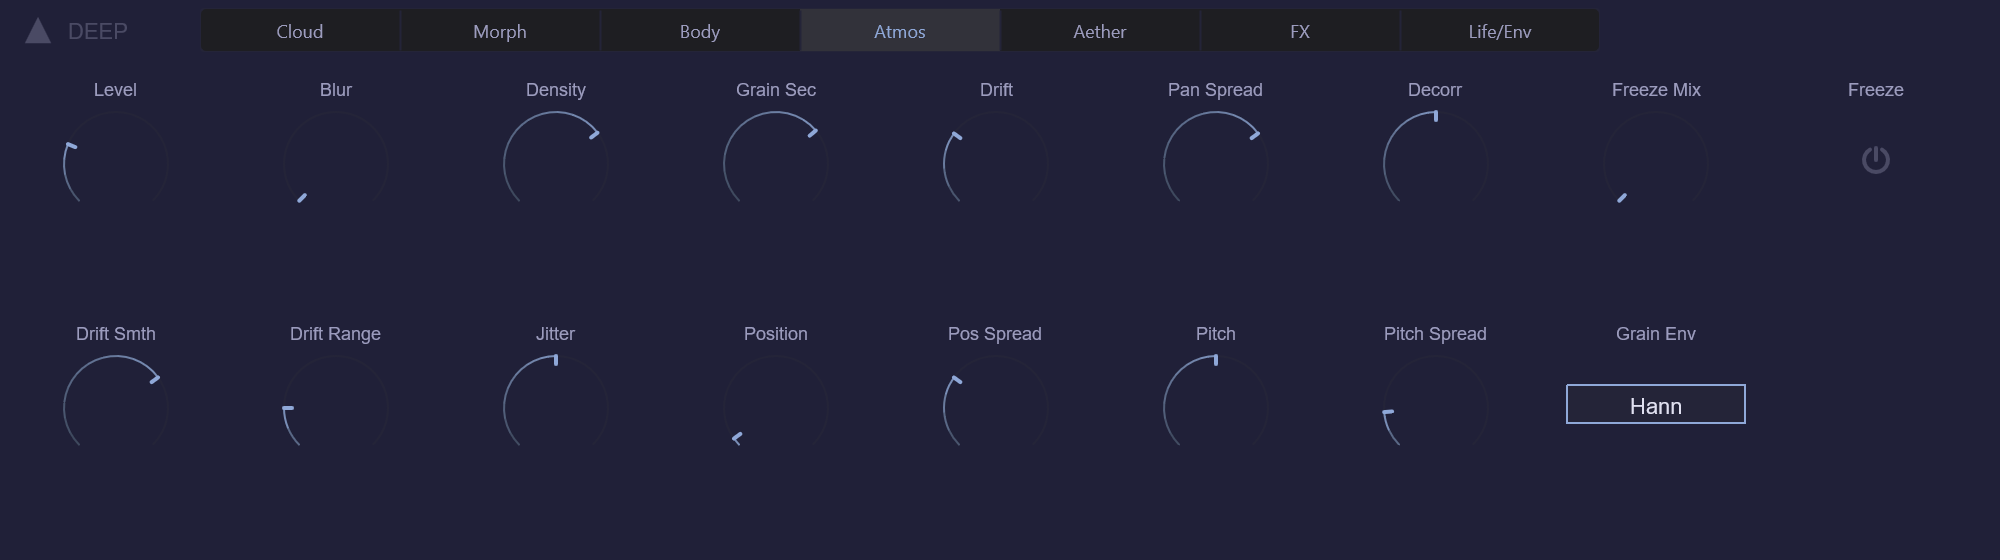 DEEP
Cloud Morph Body Atmos Aether FX Life/Env
Level Blur Density Grain Sec Drift Pan Spread Decorr Freeze Mix Freeze
Drift Smth Drift Range Jitter Position Pos Spread Pitch Pitch Spread Grain Env
Hann